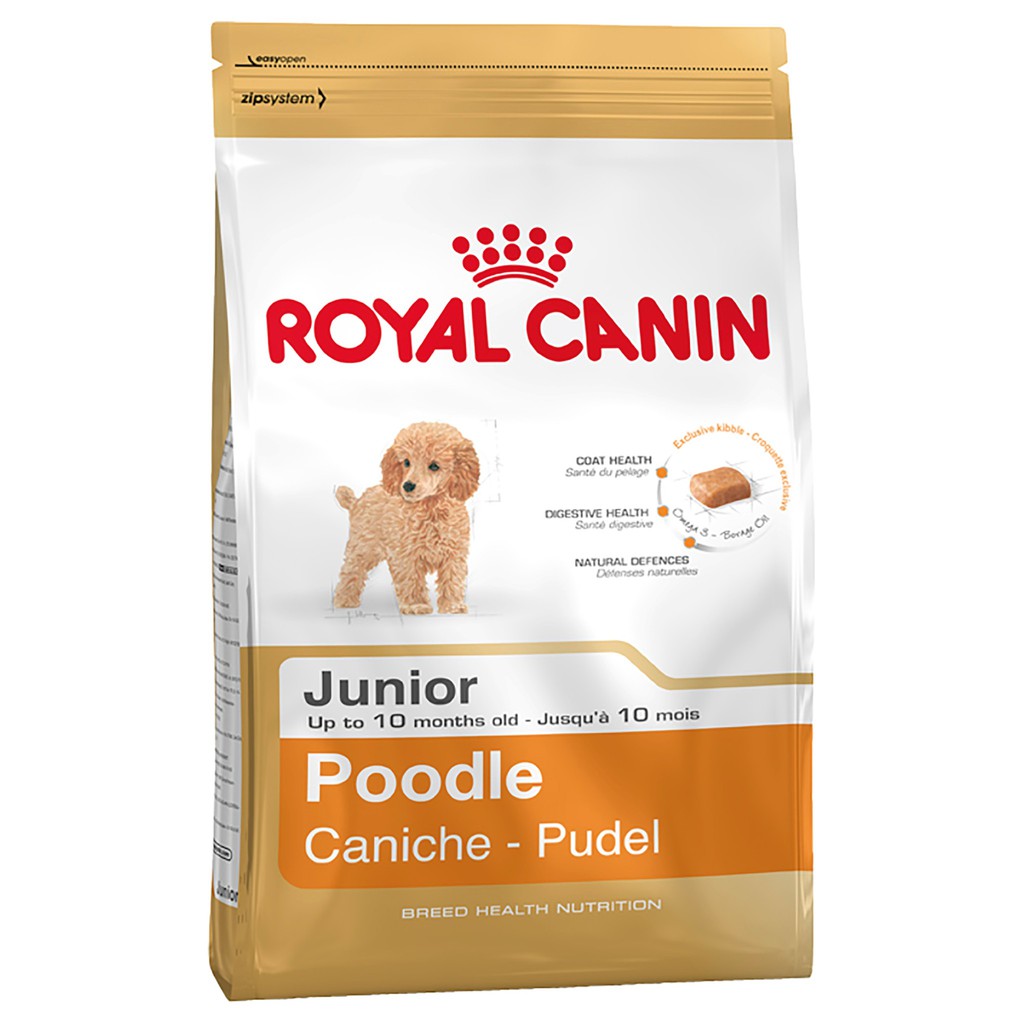 easyopen
zipsystem
ROYAL CANIN
Exclusive kibble - Croquette exclusive
COAT HEALTH
Santé du pelage
DIGESTIVE HEALTH
Santé digestive
Omega 3 - Borage Oil
NATURAL DEFENCES
Défenses naturelles
Junior
Up to 10 months old - Jusqu'à 10 mois
Poodle
Caniche - Pudel
BREED HEALTH NUTRITION
Junior